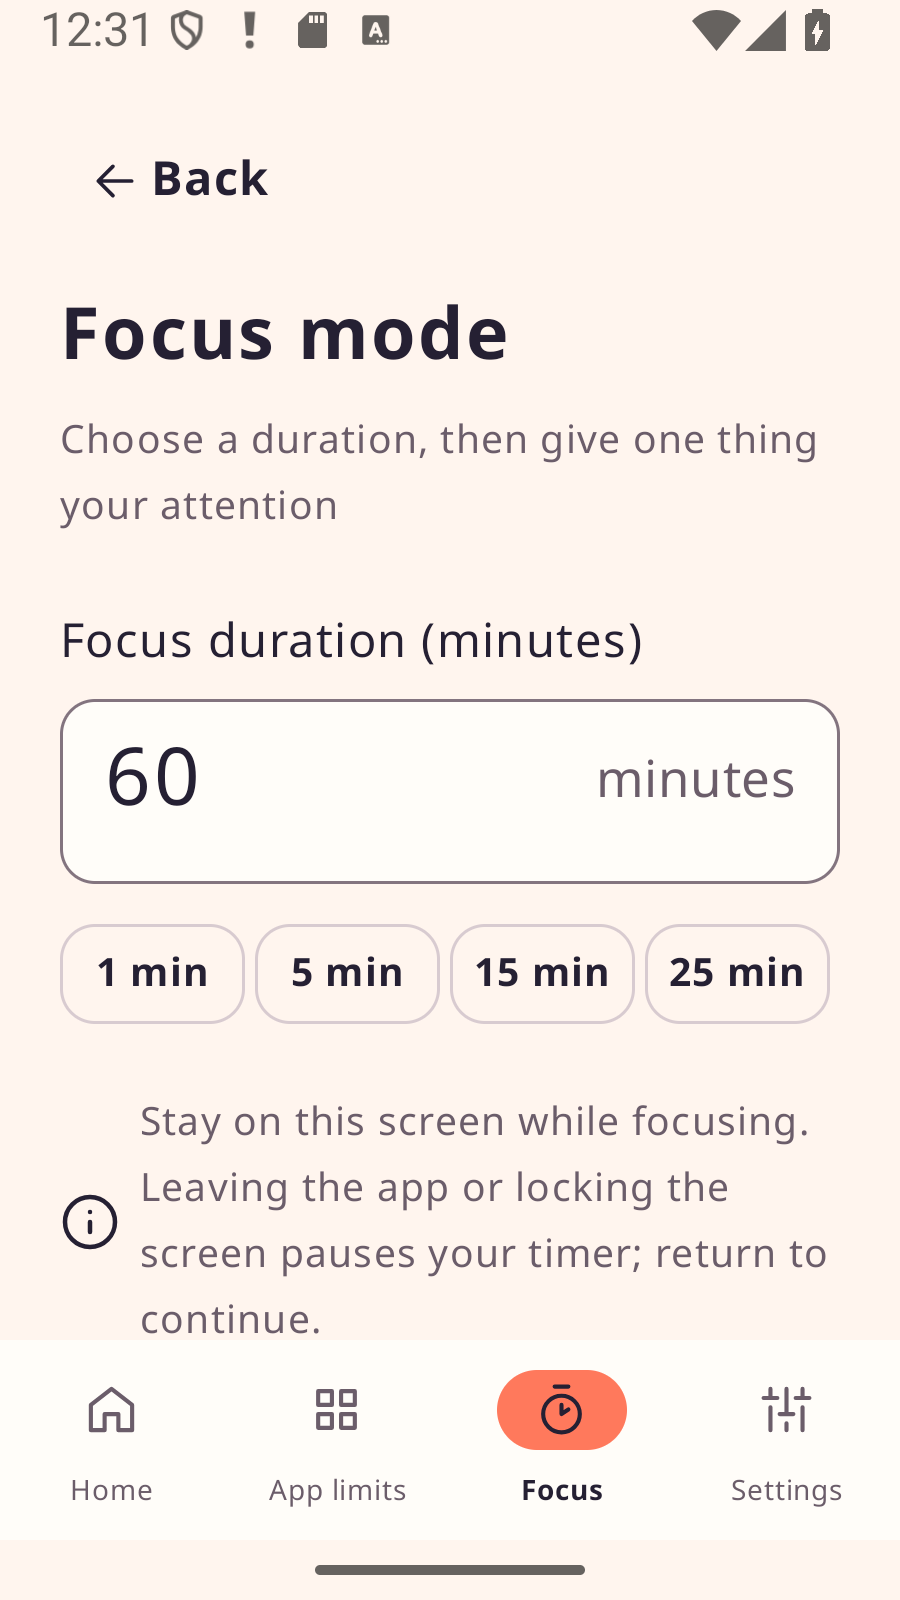 12:31
Back
Focus mode
Choose a duration, then give one thing
your attention
Focus duration (minutes)
60 minutes
1 min 5 min 15 min 25 min
Stay on this screen while focusing.
Leaving the app or locking the
screen pauses your timer; return to
continue.
Home App limits Focus Settings